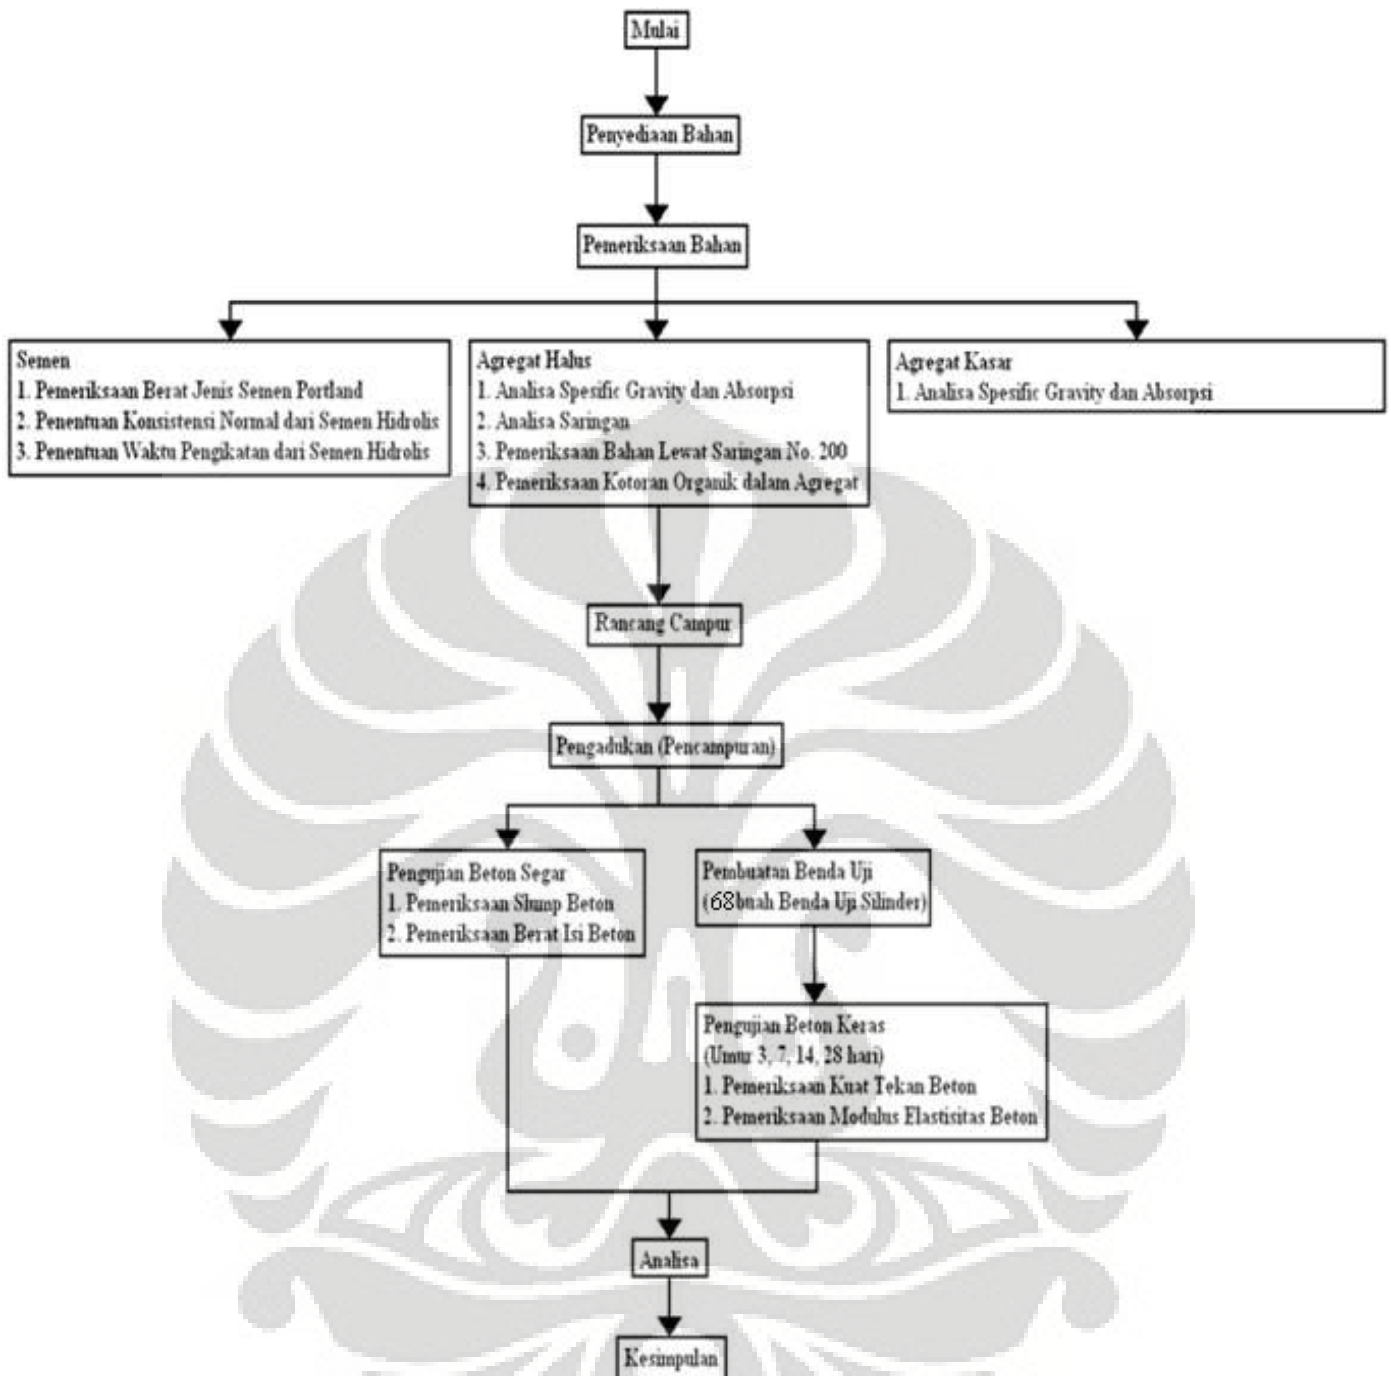 Mulai
Penyediaan Bahan
Pemeriksaan Bahan
Semen
1. Pemeriksaan Berat Jenis Semen Portland
2. Penentuan Konsistensi Normal dari Semen Hidrolis
3. Penentuan Waktu Pengikatan dari Semen Hidrolis
Agregat Halus
1. Analisa Spesific Gravity dan Absorpsi
2. Analisa Saringan
3. Pemeriksaan Bahan Lewat Saringan No. 200
4. Pemeriksaan Kotoran Organik dalam Agregat
Agregat Kasar
1. Analisa Spesific Gravity dan Absorpsi
Rancang Campur
Pengadukan (Pencampuran)
Pengujian Beton Segar
1. Pemeriksaan Slump Beton
2. Pemeriksaan Berat Isi Beton
Pembuatan Benda Uji
(68buah Benda Uji Silinder)
Pengujian Beton Keras
(Umur 3, 7, 14, 28 hari)
1. Pemeriksaan Kuat Tekan Beton
2. Pemeriksaan Modulus Elastisitas Beton
Analisa
Kesimpulan